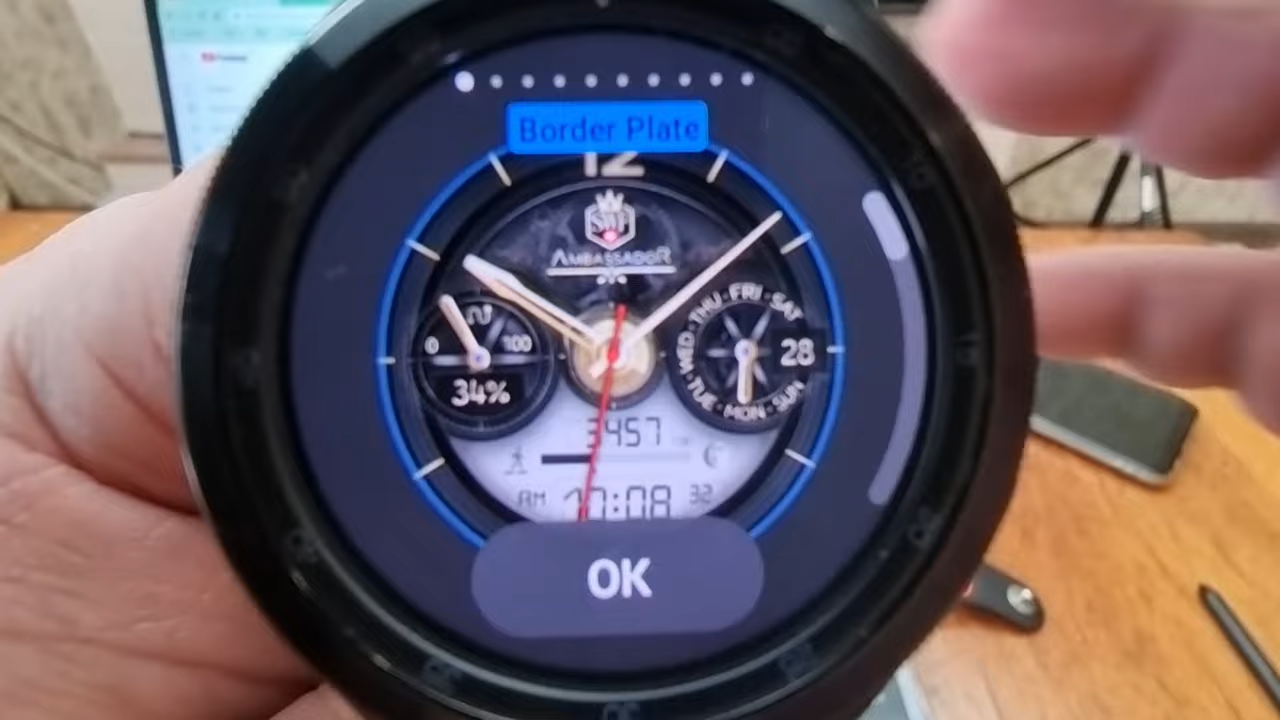 Border Plate
12
SWF
AMBASSADOR
0 100
34%
WED THU FRI SAT
28
TUE MON SUN
3457
AM 10:08 32
OK